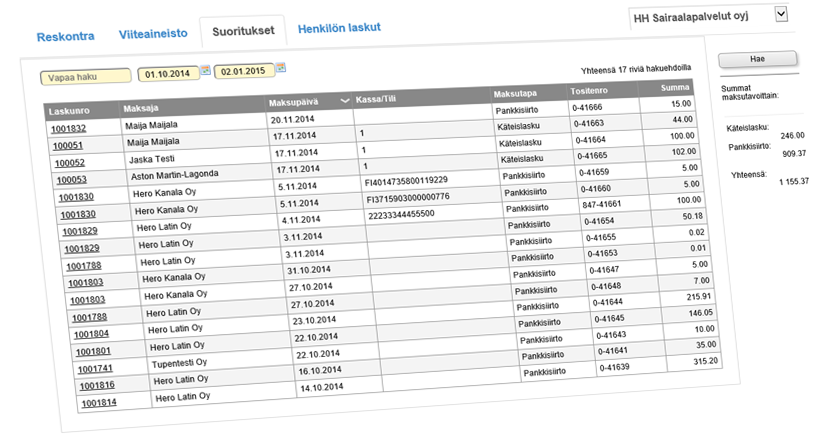 Reskontra Viiteaineisto Suoritukset Henkilön laskut HH Sairaalapalvelut oyj
Vapaa haku 01.10.2014 02.01.2015 Yhteensä 17 riviä hakuehdoilla Hae
Laskunro Maksaja Maksupäivä Kassa/Tili Maksutapa Tositenro Summa
1001832 Maija Maijala 20.11.2014 Pankkisiirto 0-41666 15.00
100051 Maija Maijala 17.11.2014 1 Käteislasku 0-41663 44.00
100052 Jaska Testi 17.11.2014 1 Käteislasku 0-41664 100.00
100053 Aston Martin-Lagonda 17.11.2014 1 Käteislasku 0-41665 102.00
1001830 Hero Kanala Oy 5.11.2014 FI4014735800119229 Pankkisiirto 0-41659 5.00
1001830 Hero Kanala Oy 5.11.2014 FI3715903000000776 Pankkisiirto 0-41660 5.00
1001829 Hero Latin Oy 4.11.2014 22233344455500 Pankkisiirto 847-41661 100.00
1001829 Hero Latin Oy 3.11.2014 Pankkisiirto 0-41654 50.18
1001788 Hero Latin Oy 3.11.2014 Pankkisiirto 0-41655 0.02
1001803 Hero Kanala Oy 31.10.2014 Pankkisiirto 0-41653 0.01
1001803 Hero Kanala Oy 27.10.2014 Pankkisiirto 0-41647 5.00
1001788 Hero Latin Oy 27.10.2014 Pankkisiirto 0-41648 7.00
1001804 Hero Latin Oy 23.10.2014 Pankkisiirto 0-41644 215.91
1001801 Hero Latin Oy 22.10.2014 Pankkisiirto 0-41645 146.05
1001741 Tupentesti Oy 22.10.2014 Pankkisiirto 0-41643 10.00
1001816 Hero Latin Oy 16.10.2014 Pankkisiirto 0-41641 35.00
1001814 Hero Latin Oy 14.10.2014 Pankkisiirto 0-41639 315.20
Summat
maksutavoittain:
Käteislasku:
246.00
Pankkisiirto:
909.37
Yhteensä:
1 155.37